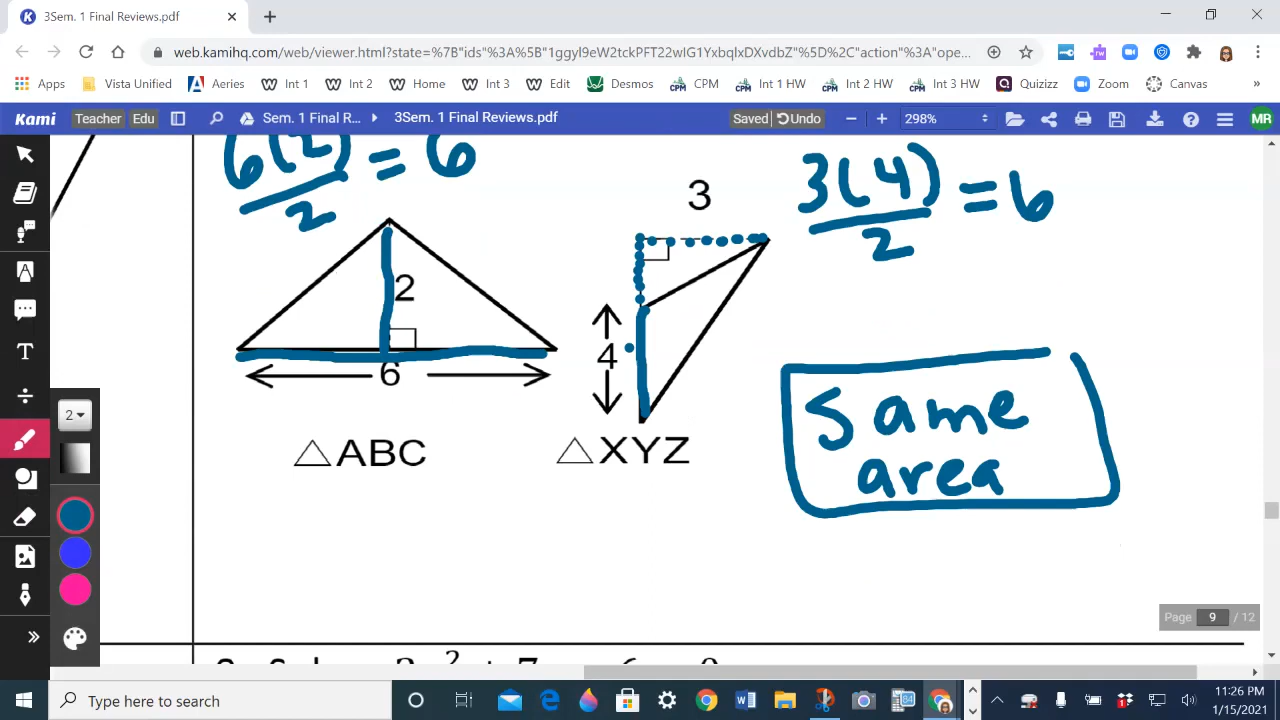 3Sem. 1 Final Reviews.pdf
web.kamihq.com/web/viewer.html?state=%7B"ids"%3A%5B"1ggyI9eW2tckPFT22wIG1YxVqIxDXvdbZ"%5D%2C"action"%3A"ope...
Apps Vista Unified Aeries Int 1 Int 2 Home Int 3 Edit Desmos CPM Int 1 HW Int 2 HW Int 3 HW Quizizz Zoom Canvas »
Kami Teacher Edu Sem. 1 Final R... 3Sem. 1 Final Reviews.pdf Saved Undo 298% MR
6(2)/2 = 6
3(4)/2 = 6
3
2
6
4
△ABC
△XYZ
Same
area
2
Page 9 / 12
Type here to search
11:26 PM
1/15/2021